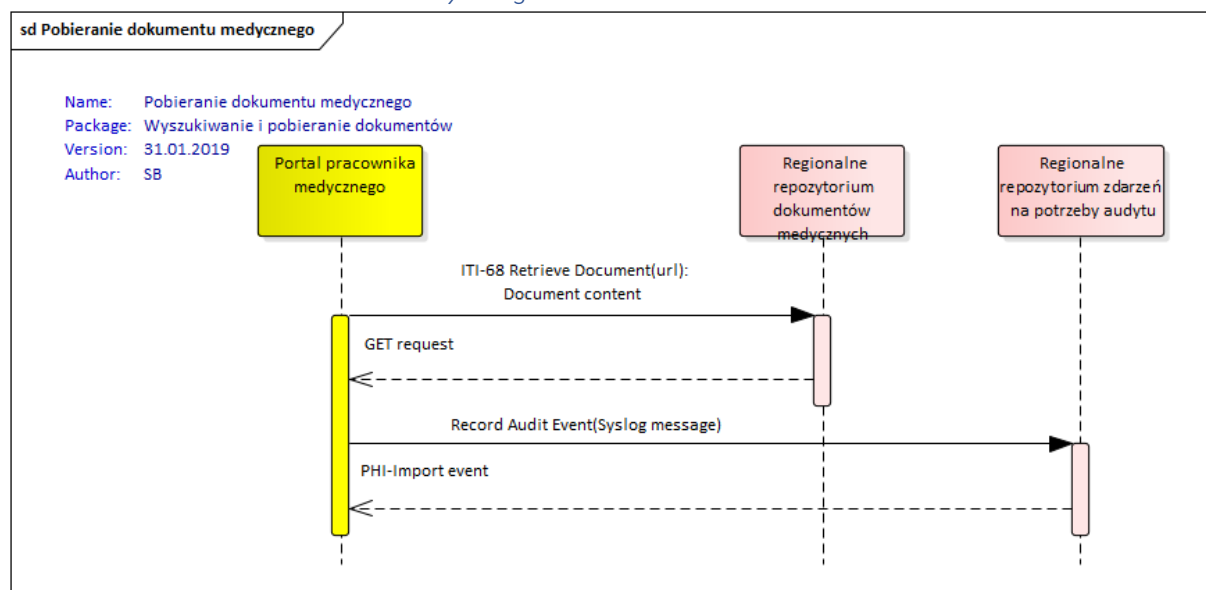 sd Pobieranie dokumentu medycznego
Name: Pobieranie dokumentu medycznego
Package: Wyszukiwanie i pobieranie dokumentów
Version: 31.01.2019
Author: SB
Portal pracownika
medycznego
Regionalne
repozytorium
dokumentów
medycznych
Regionalne
repozytorium zdarzeń
na potrzeby audytu
ITI-68 Retrieve Document(url):
Document content
GET request
Record Audit Event(Syslog message)
PHI-Import event